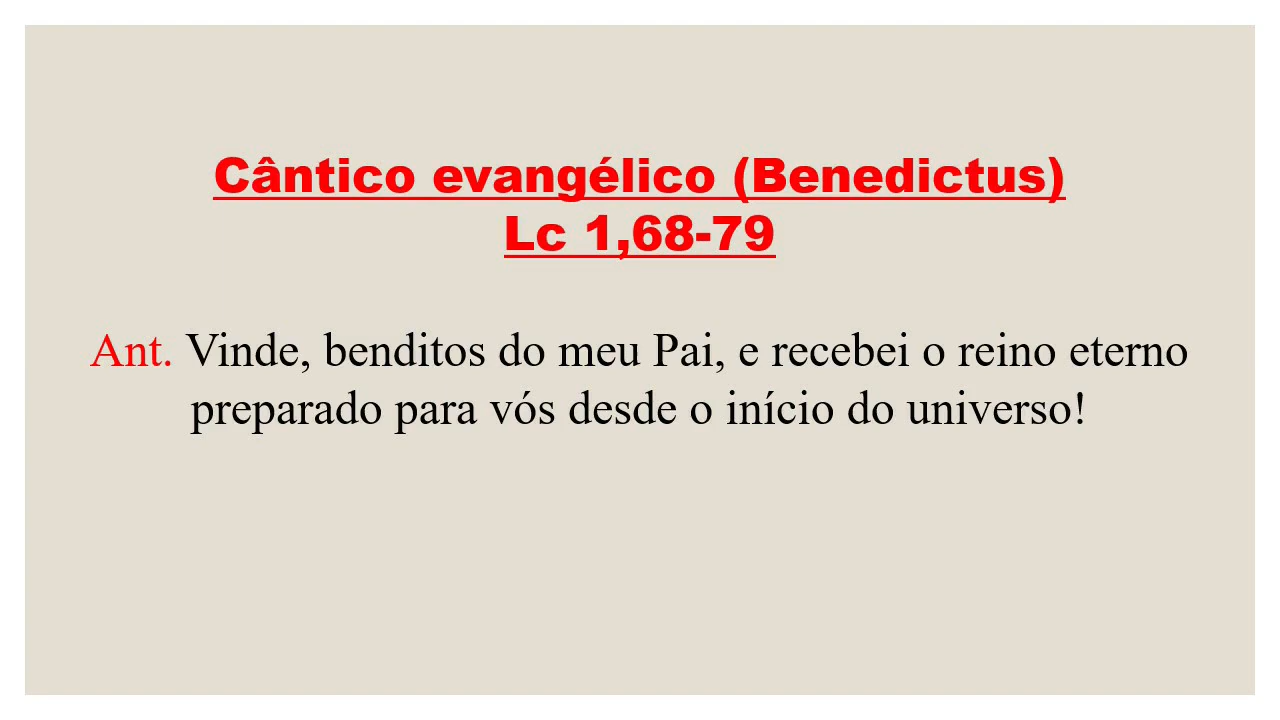 Cântico evangélico (Benedictus)
Lc 1,68-79
Ant. Vinde, benditos do meu Pai, e recebei o reino eterno
preparado para vós desde o início do universo!